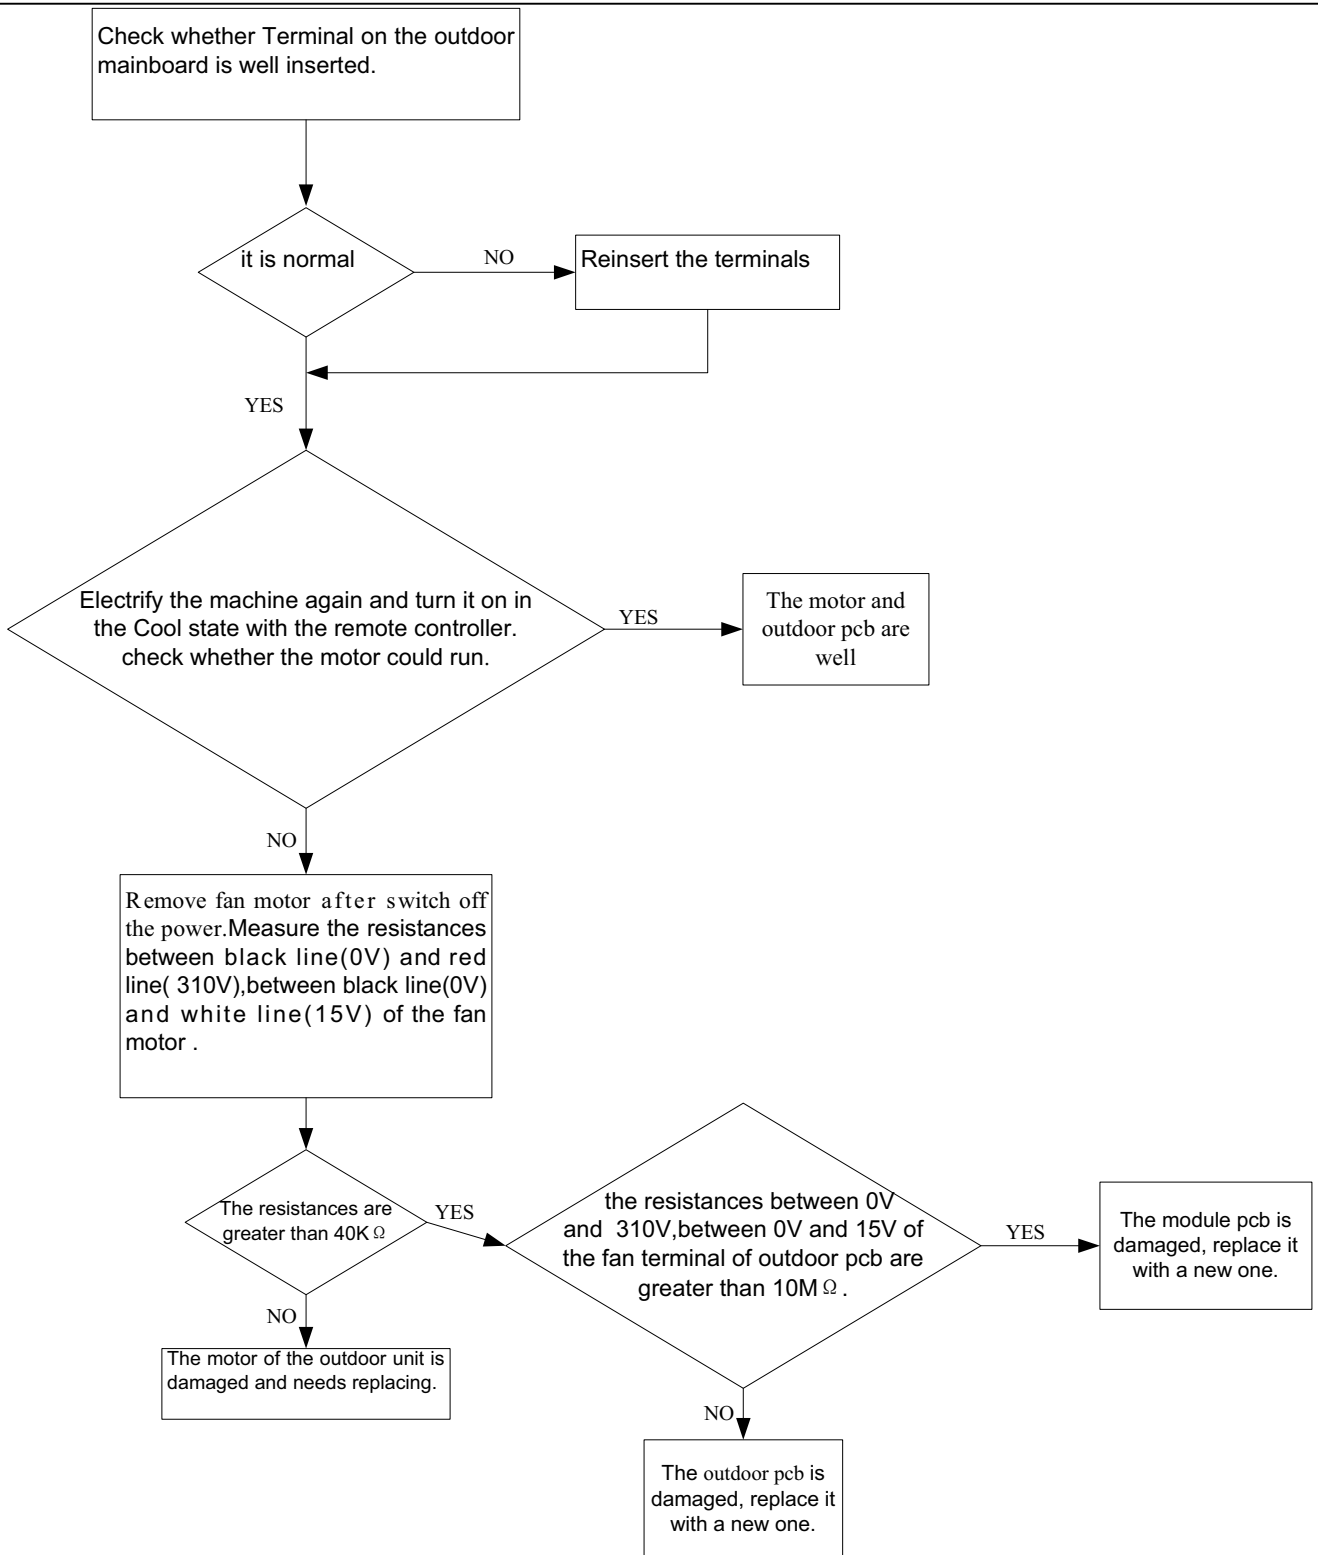 Check whether Terminal on the outdoor
mainboard is well inserted.
it is normal
NO
Reinsert the terminals
YES
Electrify the machine again and turn it on in
the Cool state with the remote controller.
check whether the motor could run.
YES
The motor and
outdoor pcb are
well
NO
Remove fan motor after switch off
the power.Measure the resistances
between black line(0V) and red
line( 310V),between black line(0V)
and white line(15V) of the fan
motor .
The resistances are
greater than 40K Ω
YES
the resistances between 0V
and 310V,between 0V and 15V of
the fan terminal of outdoor pcb are
greater than 10M Ω .
YES
The module pcb is
damaged, replace it
with a new one.
NO
The motor of the outdoor unit is
damaged and needs replacing.
NO
The outdoor pcb is
damaged, replace it
with a new one.